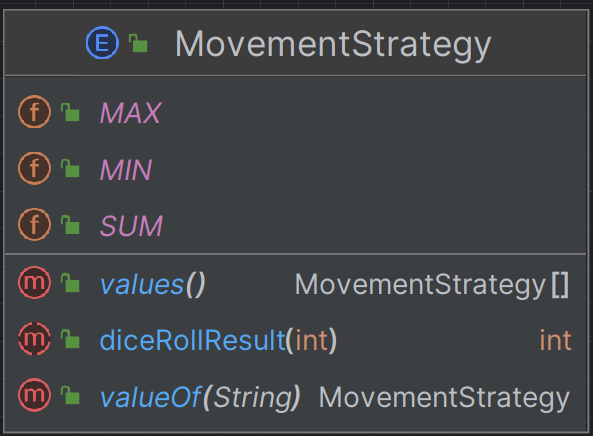 E MovementStrategy
f MAX
f MIN
f SUM
m values() MovementStrategy[]
m diceRollResult(int) int
m valueOf(String) MovementStrategy